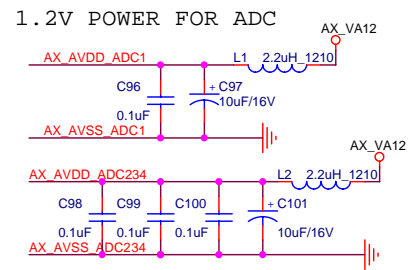 1.2V POWER FOR ADC
AX_VA12
AX_AVDD_ADC1
L1 2.2uH_1210
C96
+ C97
10uF/16V
0.1uF
AX_AVSS_ADC1
AX_VA12
AX_AVDD_ADC234
L2 2.2uH_1210
C98 C99 C100 + C101
0.1uF 0.1uF 0.1uF 10uF/16V
AX_AVSS_ADC234